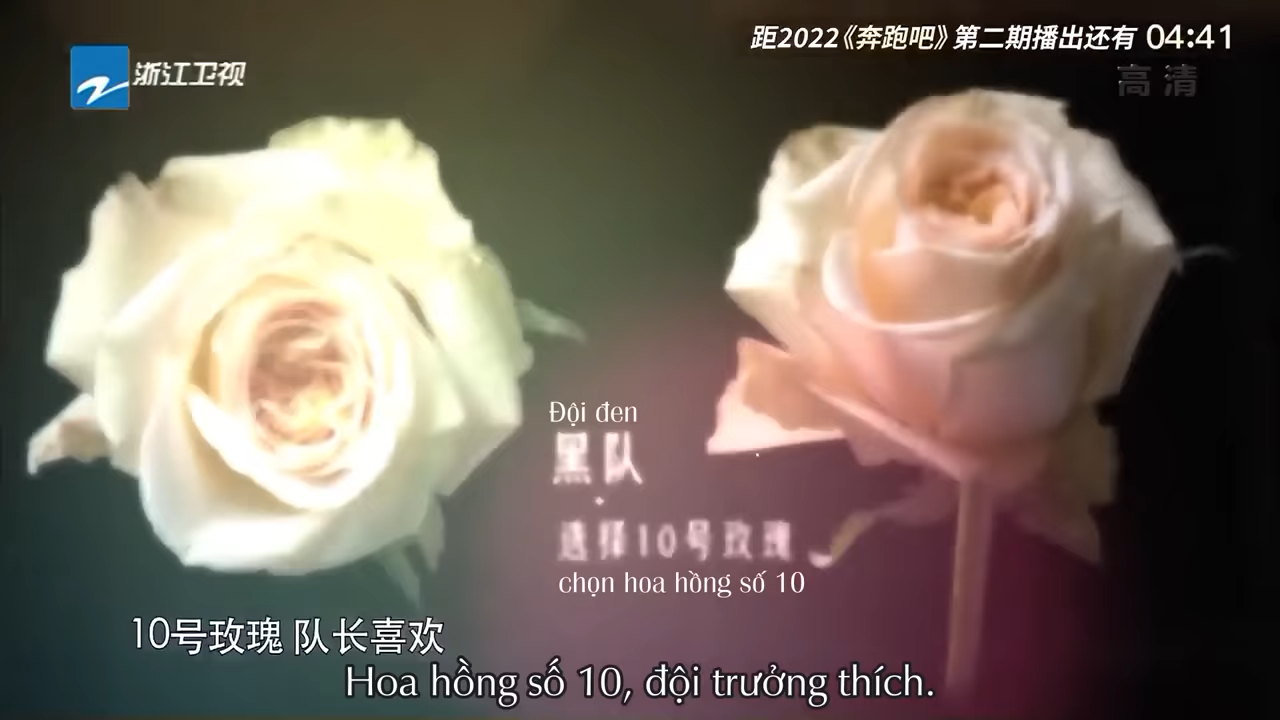 距2022《奔跑吧》第二期播出还有 04:41
浙江卫视
高清
Đội đen
黑队
选择10号玫瑰
chọn hoa hồng số 10
10号玫瑰 队长喜欢
Hoa hồng số 10, đội trưởng thích.